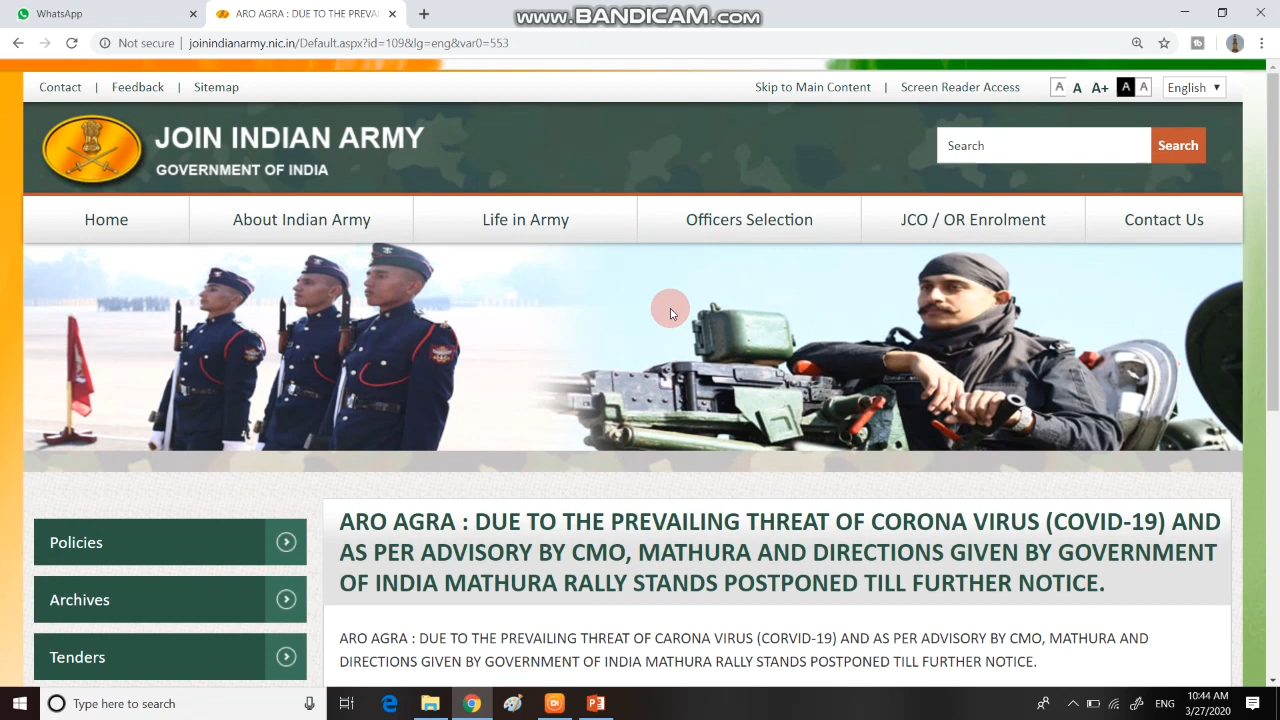 www.BANDICAM.com
WhatsApp
ARO AGRA : DUE TO THE PREVAI
Not secure | joinindianarmy.nic.in/Default.aspx?id=109&lg=eng&var0=553
Contact | Feedback | Sitemap
Skip to Main Content | Screen Reader Access
A A A+ A A
English
JOIN INDIAN ARMY
GOVERNMENT OF INDIA
Search
Search
Home
About Indian Army
Life in Army
Officers Selection
JCO / OR Enrolment
Contact Us
Policies
Archives
Tenders
ARO AGRA : DUE TO THE PREVAILING THREAT OF CORONA VIRUS (COVID-19) AND
AS PER ADVISORY BY CMO, MATHURA AND DIRECTIONS GIVEN BY GOVERNMENT
OF INDIA MATHURA RALLY STANDS POSTPONED TILL FURTHER NOTICE.
ARO AGRA : DUE TO THE PREVAILING THREAT OF CARONA VIRUS (CORVID-19) AND AS PER ADVISORY BY CMO, MATHURA AND
DIRECTIONS GIVEN BY GOVERNMENT OF INDIA MATHURA RALLY STANDS POSTPONED TILL FURTHER NOTICE.
Type here to search
ENG
10:44 AM
3/27/2020